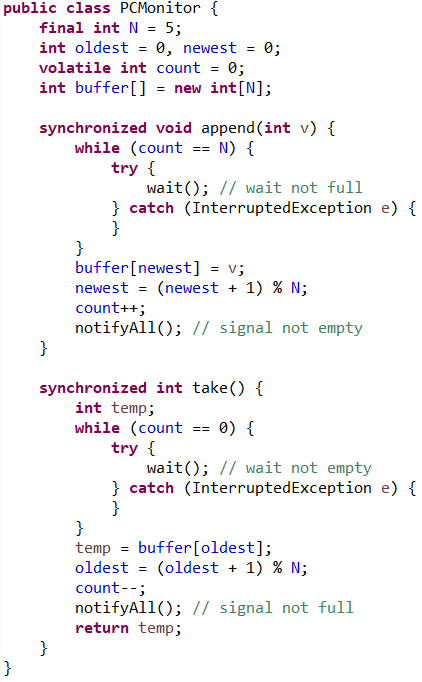 public class PCMonitor {
    final int N = 5;
    int oldest = 0, newest = 0;
    volatile int count = 0;
    int buffer[] = new int[N];

    synchronized void append(int v) {
        while (count == N) {
            try {
                wait(); // wait not full
            } catch (InterruptedException e) {
            }
        }
        buffer[newest] = v;
        newest = (newest + 1) % N;
        count++;
        notifyAll(); // signal not empty
    }

    synchronized int take() {
        int temp;
        while (count == 0) {
            try {
                wait(); // wait not empty
            } catch (InterruptedException e) {
            }
        }
        temp = buffer[oldest];
        oldest = (oldest + 1) % N;
        count--;
        notifyAll(); // signal not full
        return temp;
    }
}